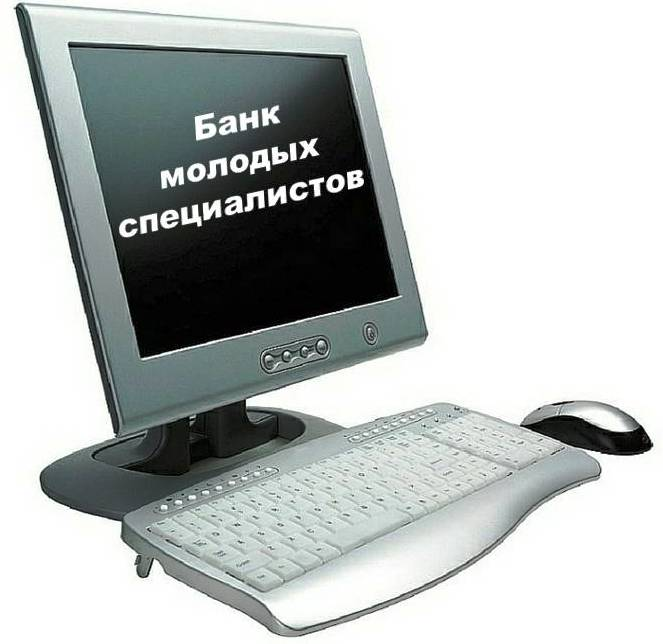 Банк
молодых
специалистов